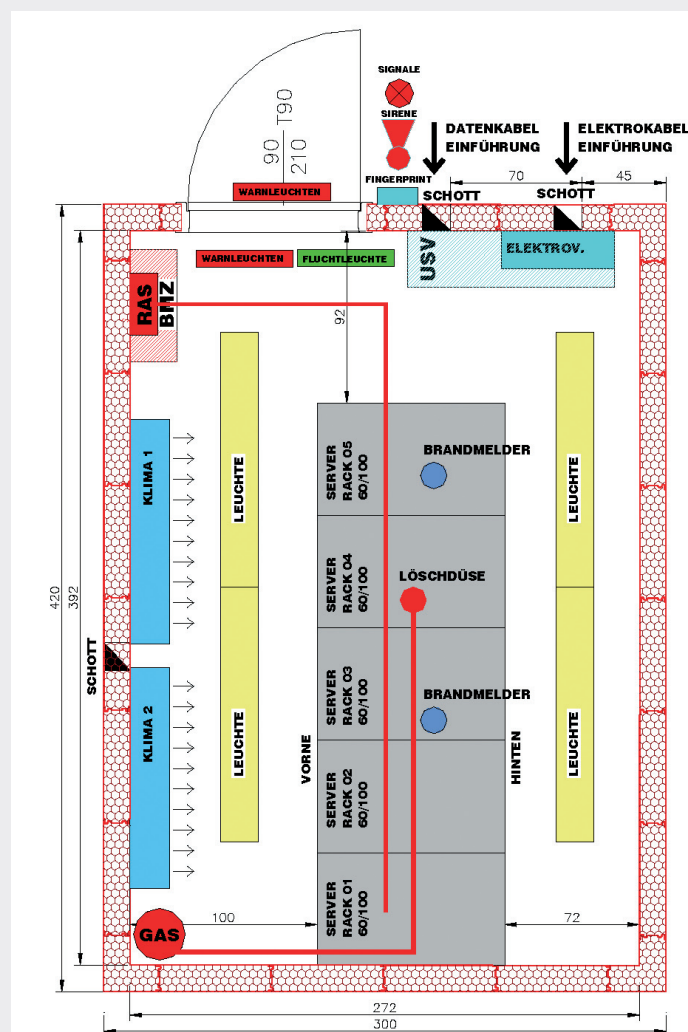 SIGNALE
SIRENE
FINGERPRINT
DATENKABEL
EINFÜHRUNG
ELEKTROKABEL
EINFÜHRUNG
90
T90
210
SCHOTT
70
SCHOTT
45
WARNLEUCHTEN
WARNLEUCHTEN
FLUCHTLEUCHTE
USV
ELEKTROV.
RAS
BMZ
92
KLIMA 1
LEUCHTE
SERVER
RACK 05
60/100
BRANDMELDER
LEUCHTE
SERVER
RACK 04
60/100
LÖSCHDÜSE
420
392
SCHOTT
KLIMA 2
LEUCHTE
VORNE
SERVER
RACK 03
60/100
BRANDMELDER
HINTEN
LEUCHTE
SERVER
RACK 02
60/100
SERVER
RACK 01
60/100
GAS
100
72
272
300